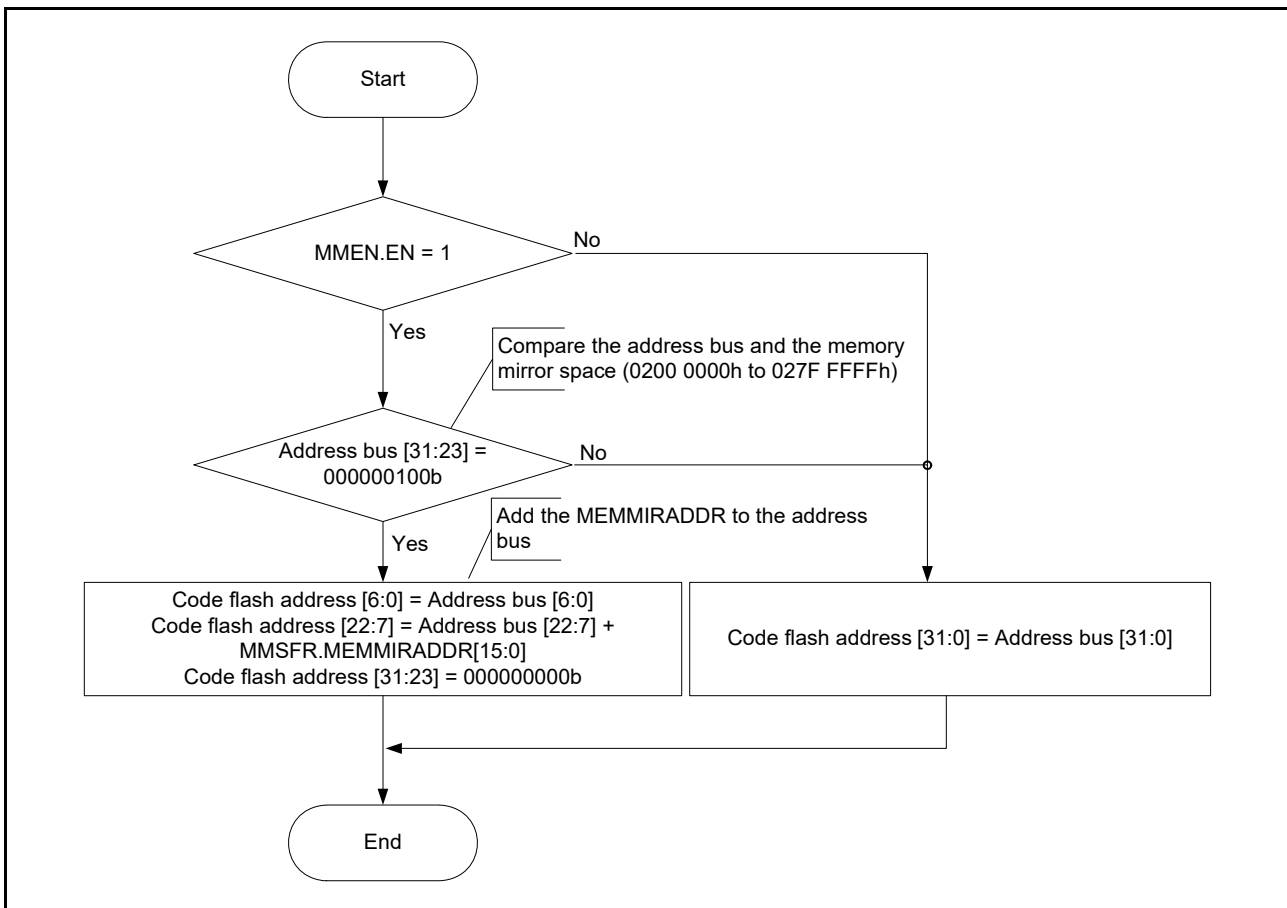 Start
MMEN.EN = 1
No
Yes
Compare the address bus and the memory
mirror space (0200 0000h to 027F FFFFh)
Address bus [31:23] =
000000100b
No
Yes
Add the MEMMIRADDR to the address
bus
Code flash address [6:0] = Address bus [6:0]
Code flash address [22:7] = Address bus [22:7] +
MMSFR.MEMMIRADDR[15:0]
Code flash address [31:23] = 000000000b
Code flash address [31:0] = Address bus [31:0]
End